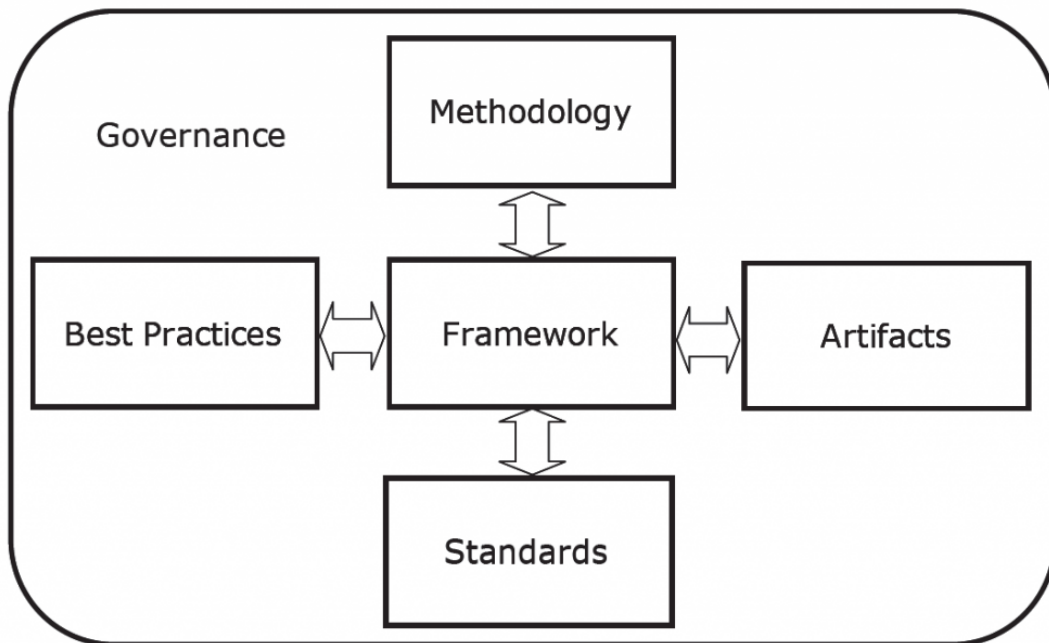 Methodology
Governance
Best Practices
Framework
Artifacts
Standards